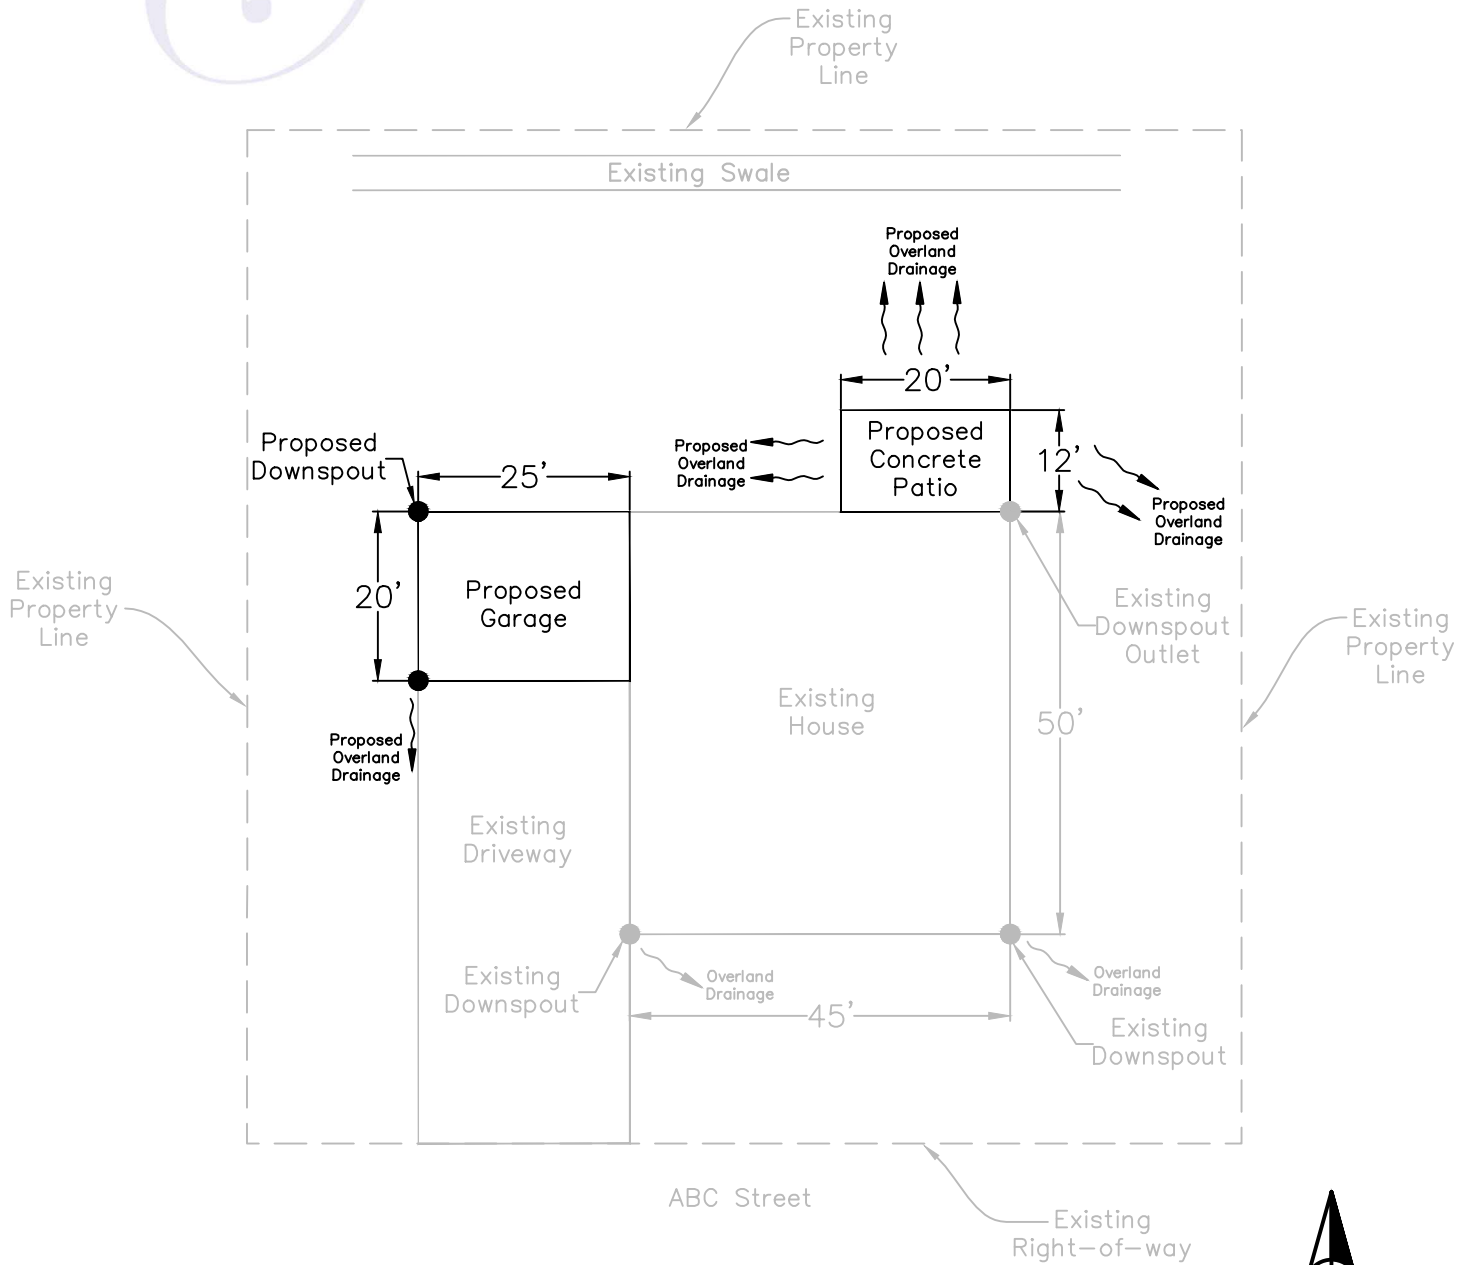 Existing
Property
Line
Existing Swale
Proposed
Overland
Drainage
20'
Proposed
Downspout
25'
Proposed
Overland
Drainage
Proposed
Concrete
Patio
12'
Proposed
Overland
Drainage
Existing
Property
Line
20'
Proposed
Garage
Existing
Downspout
Outlet
Existing
Property
Line
Existing
House
50'
Proposed
Overland
Drainage
Existing
Driveway
Existing
Downspout
Overland
Drainage
45'
Overland
Drainage
Existing
Downspout
ABC Street
Existing
Right-of-way